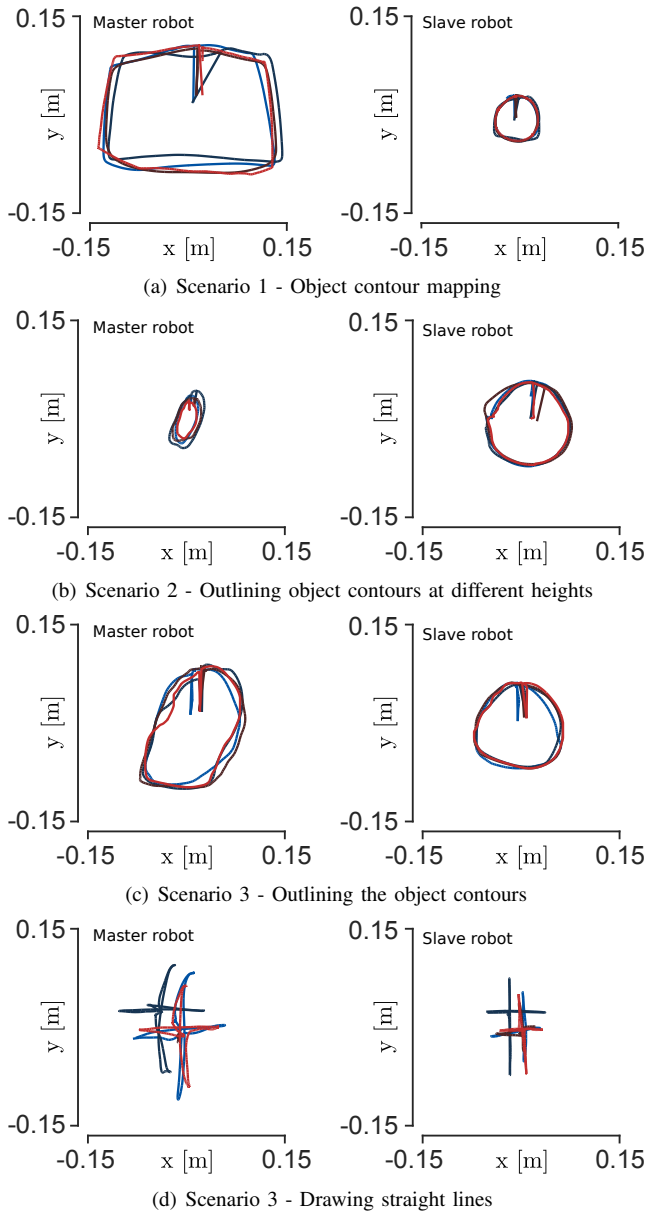 0.15
Master robot
Slave robot
y [m]
y [m]
-0.15
-0.15
-0.15
x [m]
0.15
-0.15
x [m]
0.15
(a) Scenario 1 - Object contour mapping
0.15
Master robot
0.15
Slave robot
y [m]
y [m]
-0.15
-0.15
-0.15
x [m]
0.15
-0.15
x [m]
0.15
(b) Scenario 2 - Outlining object contours at different heights
0.15
Master robot
0.15
Slave robot
y [m]
y [m]
-0.15
-0.15
-0.15
x [m]
0.15
-0.15
x [m]
0.15
(c) Scenario 3 - Outlining the object contours
0.15
Master robot
0.15
Slave robot
y [m]
y [m]
-0.15
-0.15
-0.15
x [m]
0.15
-0.15
x [m]
0.15
(d) Scenario 3 - Drawing straight lines